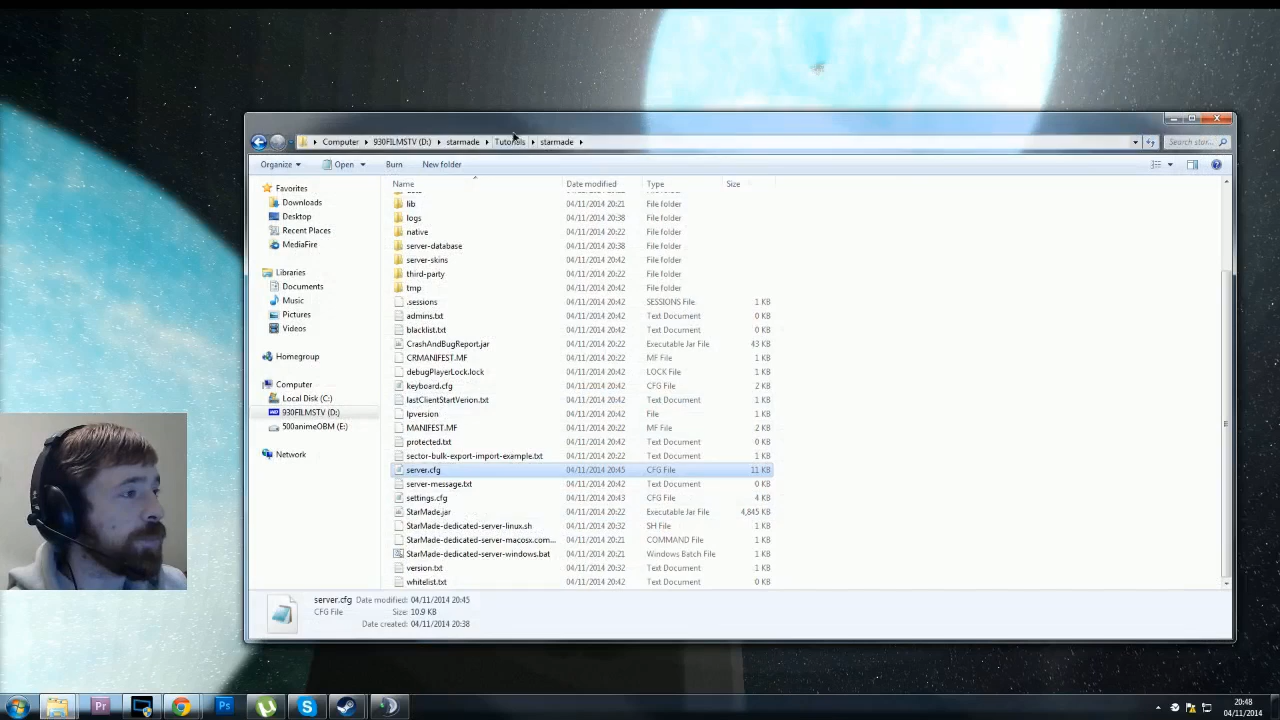 Computer 930FILMSTV (D:) starmade Tutorials starmade
Search star...
Organize Open Burn New folder
Name Date modified Type Size
Favorites
Downloads
Desktop
Recent Places
MediaFire
Libraries
Documents
Music
Pictures
Videos
Homegroup
Computer
Local Disk (C:)
930FILMSTV (D:)
500animeOBM (E:)
Network
lib 04/11/2014 20:21 File folder
logs 04/11/2014 20:38 File folder
native 04/11/2014 20:22 File folder
server-database 04/11/2014 20:38 File folder
server-skins 04/11/2014 20:42 File folder
third-party 04/11/2014 20:22 File folder
tmp 04/11/2014 20:42 File folder
.sessions 04/11/2014 20:42 SESSIONS File 1 KB
admins.txt 04/11/2014 20:42 Text Document 0 KB
blacklist.txt 04/11/2014 20:42 Text Document 0 KB
CrashAndBugReport.jar 04/11/2014 20:22 Executable Jar File 43 KB
CRMANIFEST.MF 04/11/2014 20:22 MF File 1 KB
debugPlayerLock.lock 04/11/2014 20:42 LOCK File 1 KB
keyboard.cfg 04/11/2014 20:42 CFG File 2 KB
lastClientStartVerion.txt 04/11/2014 20:42 Text Document 1 KB
lpversion 04/11/2014 20:42 File 1 KB
MANIFEST.MF 04/11/2014 20:22 MF File 2 KB
protected.txt 04/11/2014 20:42 Text Document 0 KB
sector-bulk-export-import-example.txt 04/11/2014 20:22 Text Document 1 KB
server.cfg 04/11/2014 20:45 CFG File 11 KB
server-message.txt 04/11/2014 20:42 Text Document 0 KB
settings.cfg 04/11/2014 20:43 CFG File 4 KB
StarMade.jar 04/11/2014 20:22 Executable Jar File 4,845 KB
StarMade-dedicated-server-linux.sh 04/11/2014 20:32 SH File 1 KB
StarMade-dedicated-server-macosx.com... 04/11/2014 20:21 COMMAND File 1 KB
StarMade-dedicated-server-windows.bat 04/11/2014 20:21 Windows Batch File 1 KB
version.txt 04/11/2014 20:32 Text Document 1 KB
whitelist.txt 04/11/2014 20:42 Text Document 0 KB
server.cfg Date modified: 04/11/2014 20:45
CFG File Size: 10.9 KB
Date created: 04/11/2014 20:38
Pr
Ps
20:48
04/11/2014